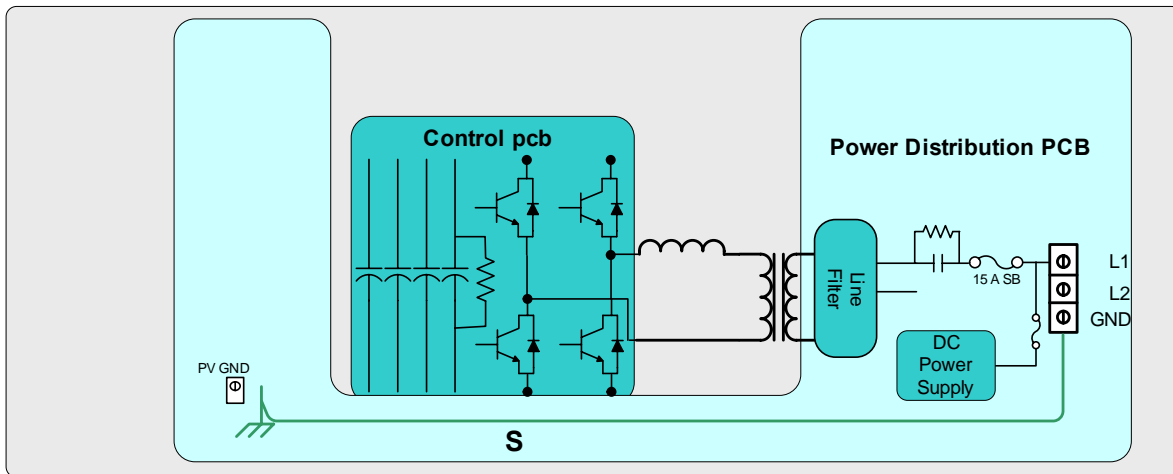 Control pcb
Power Distribution PCB
Line
Filter
15 A SB
L1
L2
GND
DC
Power
Supply
PV GND
S